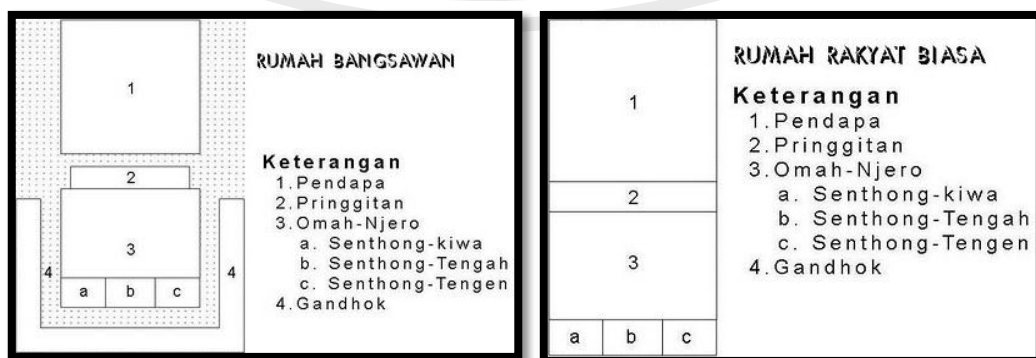 RUMAH BANGSAWAN
1
2
3
4
4
a b c
Keterangan
1.Pendapa
2.Pringgitan
3.Omah-Njero
a. Senthong-kiwa
b. Senthong-Tengah
c. Senthong-Tengen
4.Gandhok
RUMAH RAKYAT BIASA
1
2
3
a b c
Keterangan
1.Pendapa
2.Pringgitan
3.Omah-Njero
a. Senthong-kiwa
b. Senthong-Tengah
c. Senthong-Tengen
4.Gandhok